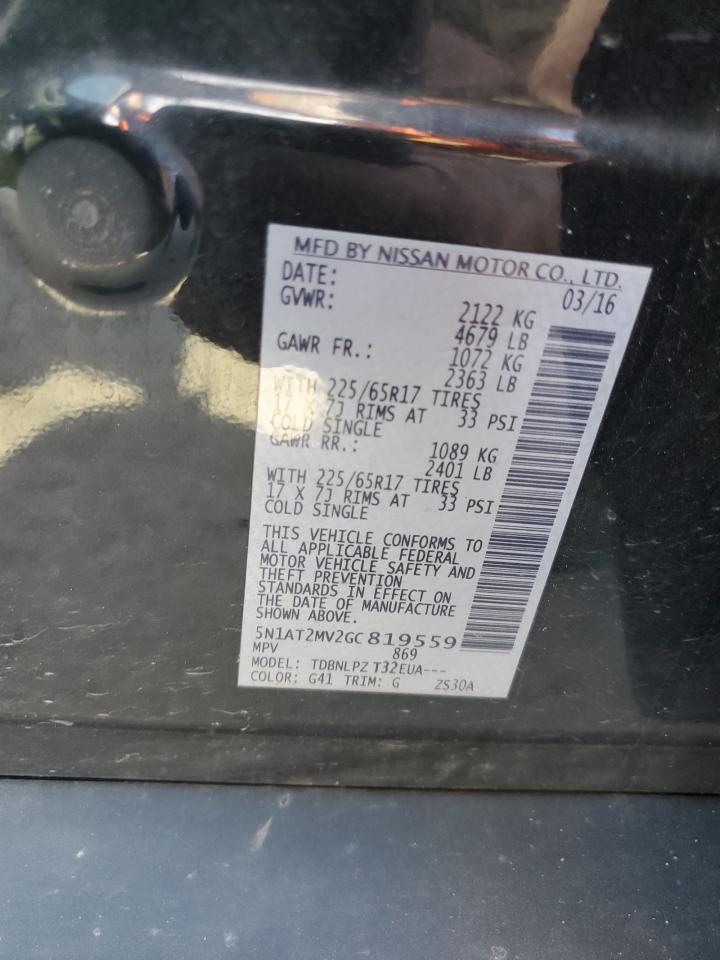 MFD BY NISSAN MOTOR CO., LTD.
DATE: 03/16
GVWR: 2122 KG
4679 LB
GAWR FR.: 1072 KG
2363 LB
WITH 225/65R17 TIRES
17 X 7J RIMS AT 33 PSI
COLD SINGLE
GAWR RR.: 1089 KG
2401 LB
WITH 225/65R17 TIRES
17 X 7J RIMS AT 33 PSI
COLD SINGLE
THIS VEHICLE CONFORMS TO
ALL APPLICABLE FEDERAL
MOTOR VEHICLE SAFETY AND
THEFT PREVENTION
STANDARDS IN EFFECT ON
THE DATE OF MANUFACTURE
SHOWN ABOVE.
5N1AT2MV2GC819559
MPV 869
MODEL: TDBNLPZ T32EUA---
COLOR: G41 TRIM: G ZS30A